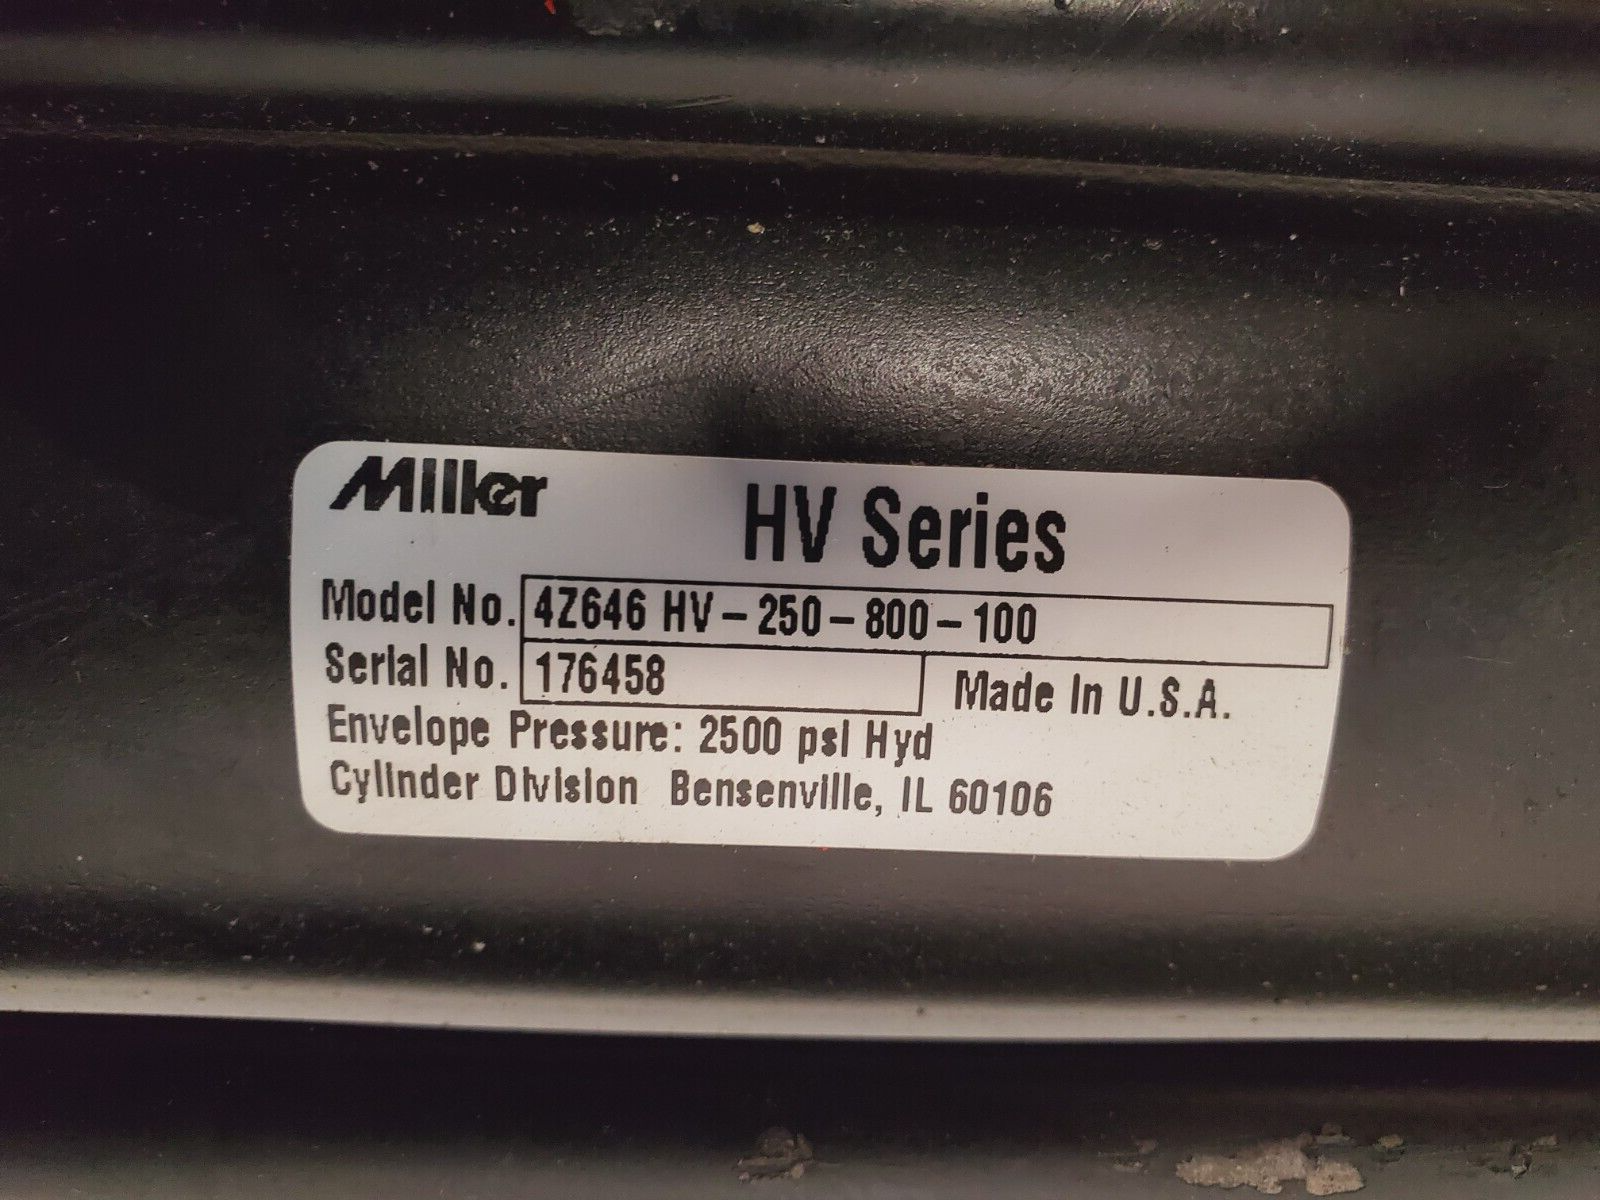 Miller
HV Series
Model No. 4Z646 HV-250-800-100
Serial No. 176458
Made In U.S.A.
Envelope Pressure: 2500 psi Hyd
Cylinder Division Bensenville, IL 60106